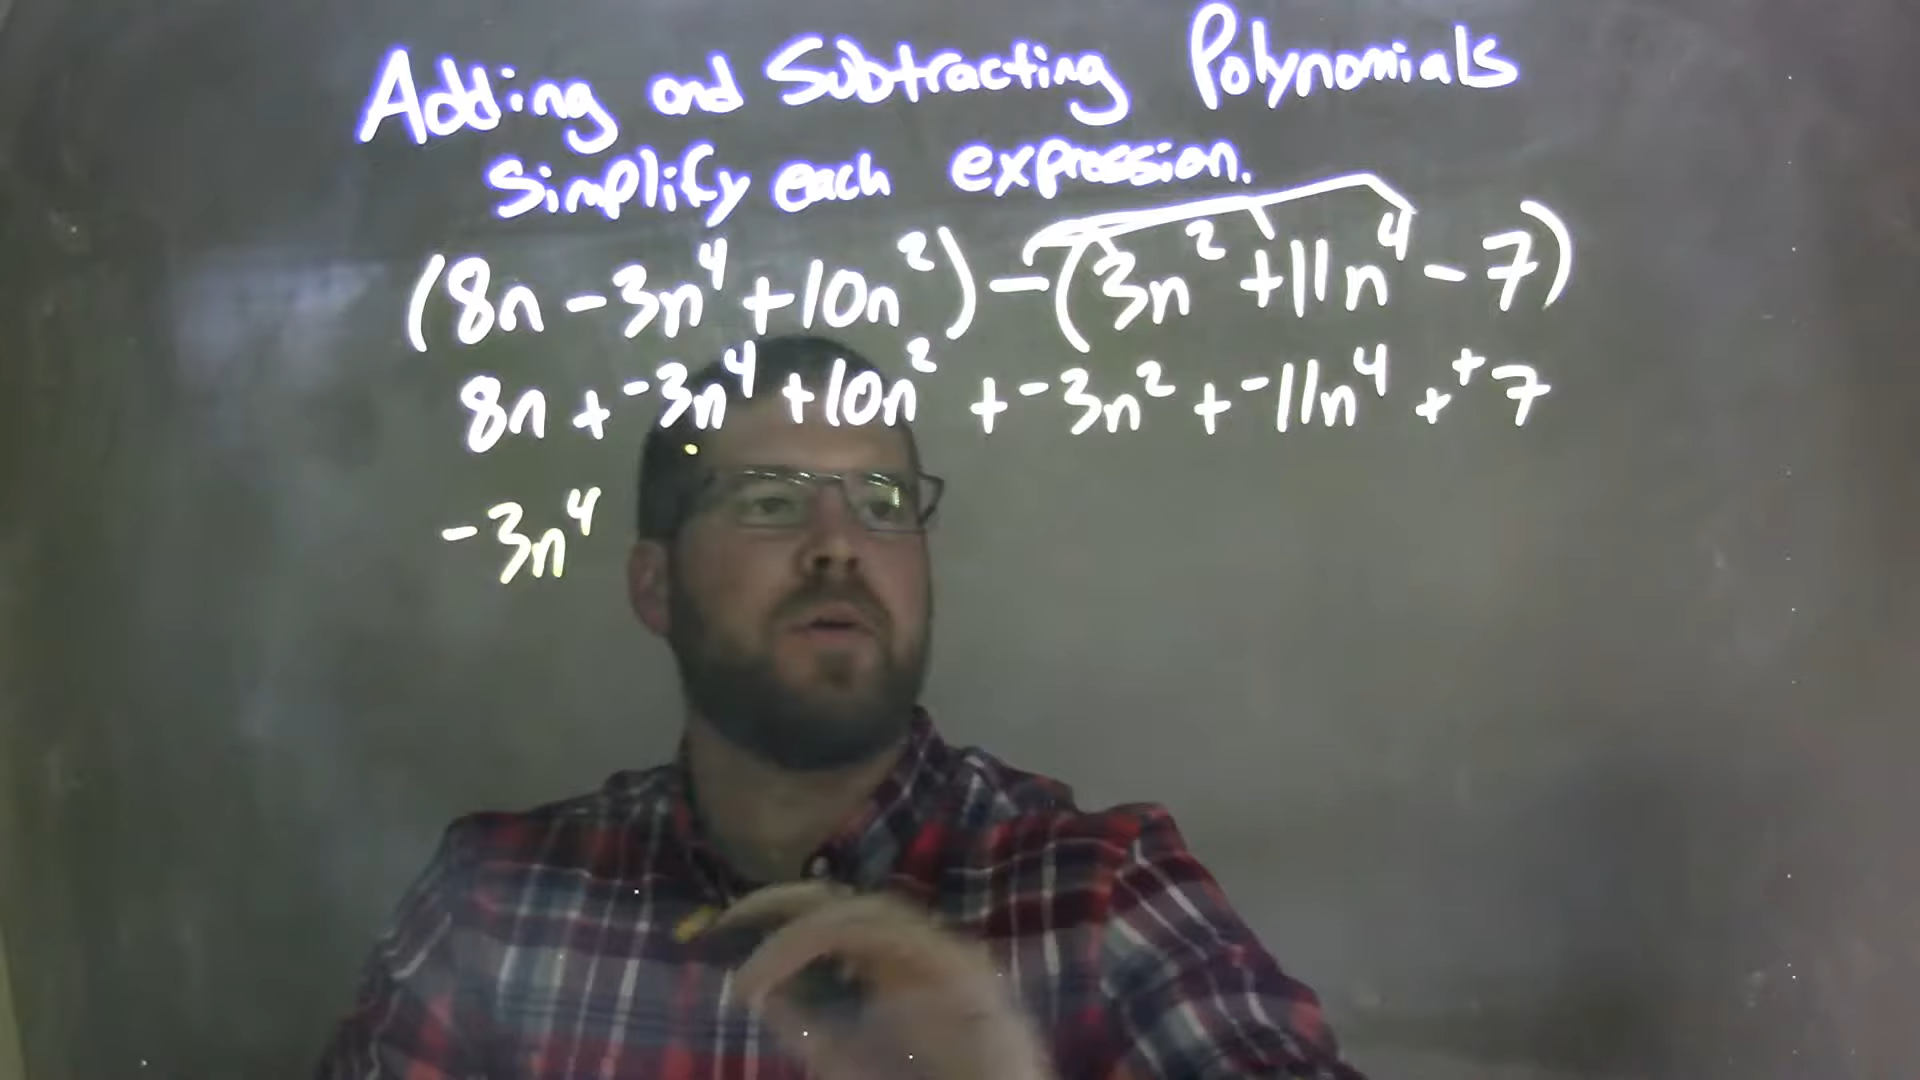 Adding and Subtracting Polynomials
Simplify each expression.
(8n - 3n⁴ + 10n²) - (3n² + 11n⁴ - 7)
8n + ⁻3n⁴ + 10n² + ⁻3n² + ⁻11n⁴ + ⁺7
⁻3n⁴